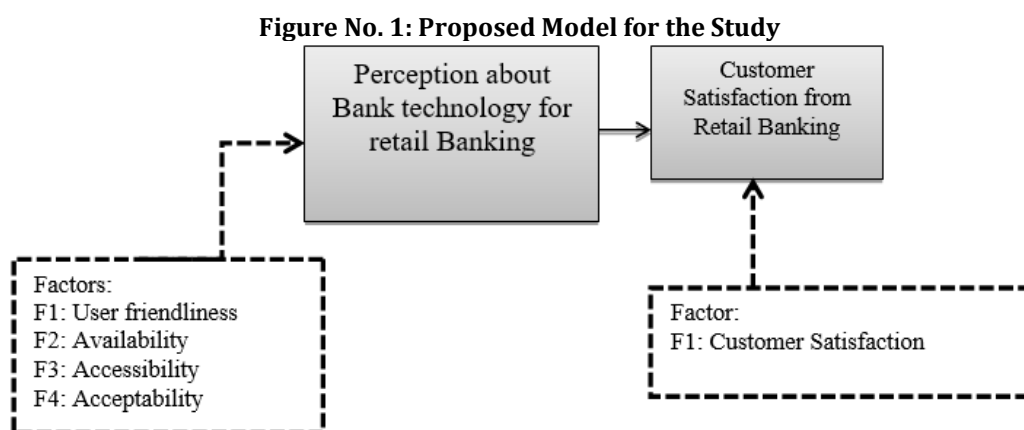 Figure No. 1: Proposed Model for the Study
Perception about
Bank technology for
retail Banking
Customer
Satisfaction from
Retail Banking
Factors:
F1: User friendliness
F2: Availability
F3: Accessibility
F4: Acceptability
Factor:
F1: Customer Satisfaction